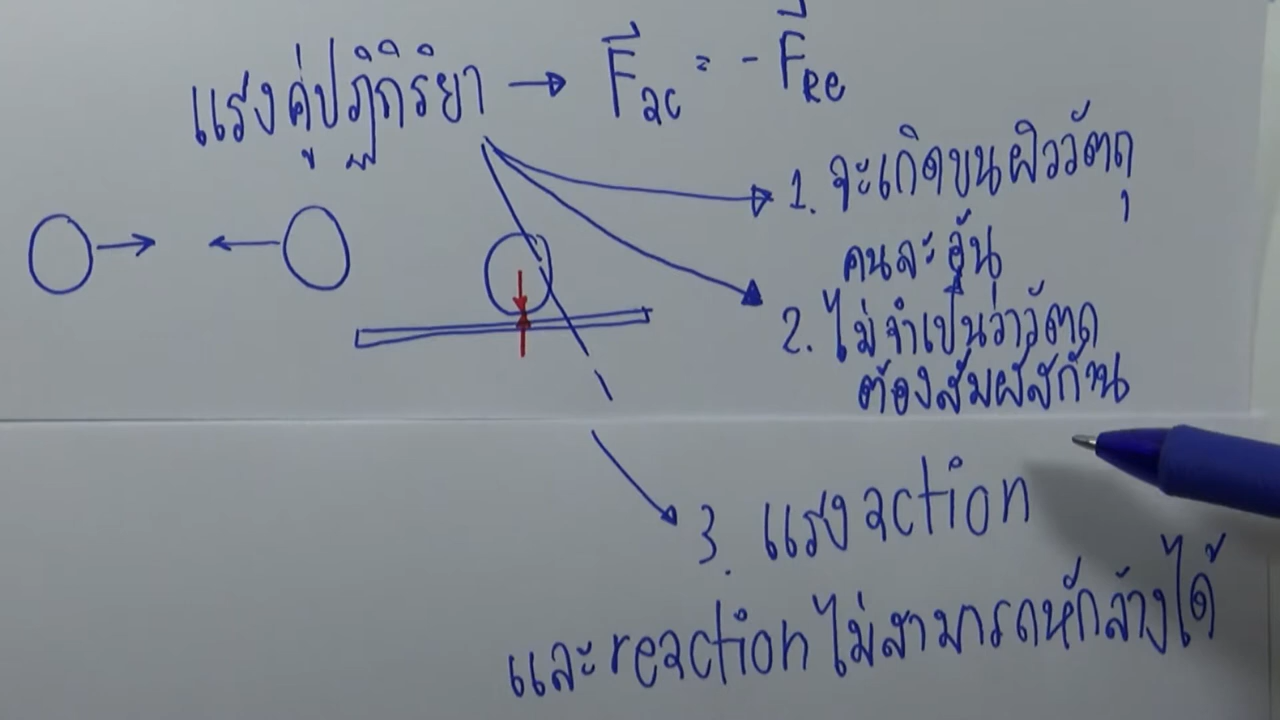 แรงคู่ปฏิกิริยา → F⃗ac = - F⃗Re
1. จะเกิดบนผิววัตถุ
คนละอัน
2. ไม่จำเป็นว่าวัตถุ
ต้องสัมผัสกัน
3. แรง action
และ reaction ไม่สามารถหักล้างได้